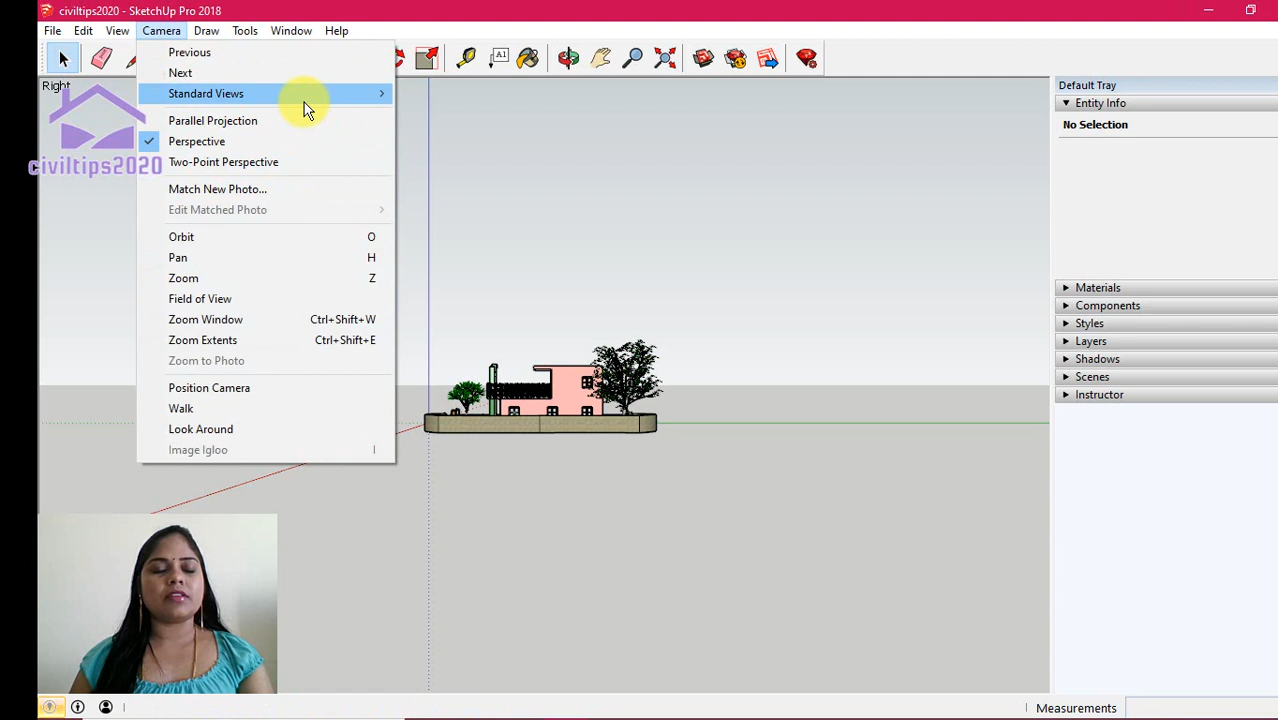 civiltips2020 - SketchUp Pro 2018
File Edit View Camera Draw Tools Window Help
Previous
Next
Standard Views
Parallel Projection
Perspective
Two-Point Perspective
Match New Photo...
Edit Matched Photo
Orbit O
Pan H
Zoom Z
Field of View
Zoom Window Ctrl+Shift+W
Zoom Extents Ctrl+Shift+E
Zoom to Photo
Position Camera
Walk
Look Around
Image Igloo I
A1
Right
civiltips2020
Default Tray
Entity Info
No Selection
Materials
Components
Styles
Layers
Shadows
Scenes
Instructor
Measurements